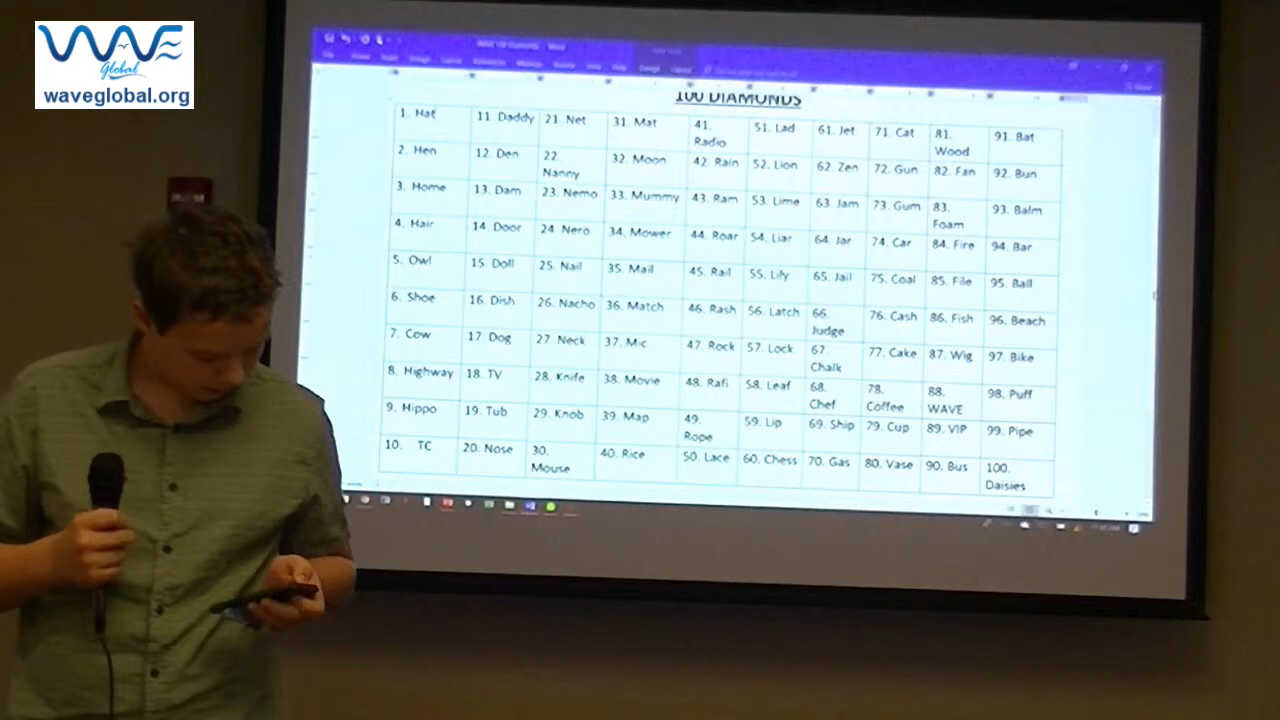 WAVE
Global
waveglobal.org
100 DIAMONDS
1. Hat 11. Daddy 21. Net 31. Mat 41. Radio 51. Lad 61. Jet 71. Cat 81. Wood 91. Bat
2. Hen 12. Den 22. Nanny 32. Moon 42. Rain 52. Lion 62. Zen 72. Gun 82. Fan 92. Bun
3. Home 13. Dam 23. Nemo 33. Mummy 43. Ram 53. Lime 63. Jam 73. Gum 83. Foam 93. Balm
4. Hair 14. Door 24. Nero 34. Mower 44. Roar 54. Liar 64. Jar 74. Car 84. Fire 94. Bar
5. Owl 15. Doll 25. Nail 35. Mail 45. Rail 55. Lily 65. Jail 75. Coal 85. File 95. Ball
6. Shoe 16. Dish 26. Nacho 36. Match 46. Rash 56. Latch 66. Judge 76. Cash 86. Fish 96. Beach
7. Cow 17. Dog 27. Neck 37. Mic 47. Rock 57. Lock 67. Chalk 77. Cake 87. Wig 97. Bike
8. Highway 18. TV 28. Knife 38. Movie 48. Rafi 58. Leaf 68. Chef 78. Coffee 88. WAVE 98. Puff
9. Hippo 19. Tub 29. Knob 39. Map 49. Rope 59. Lip 69. Ship 79. Cup 89. VIP 99. Pipe
10. TC 20. Nose 30. Mouse 40. Rice 50. Lace 60. Chess 70. Gas 80. Vase 90. Bus 100. Daisies